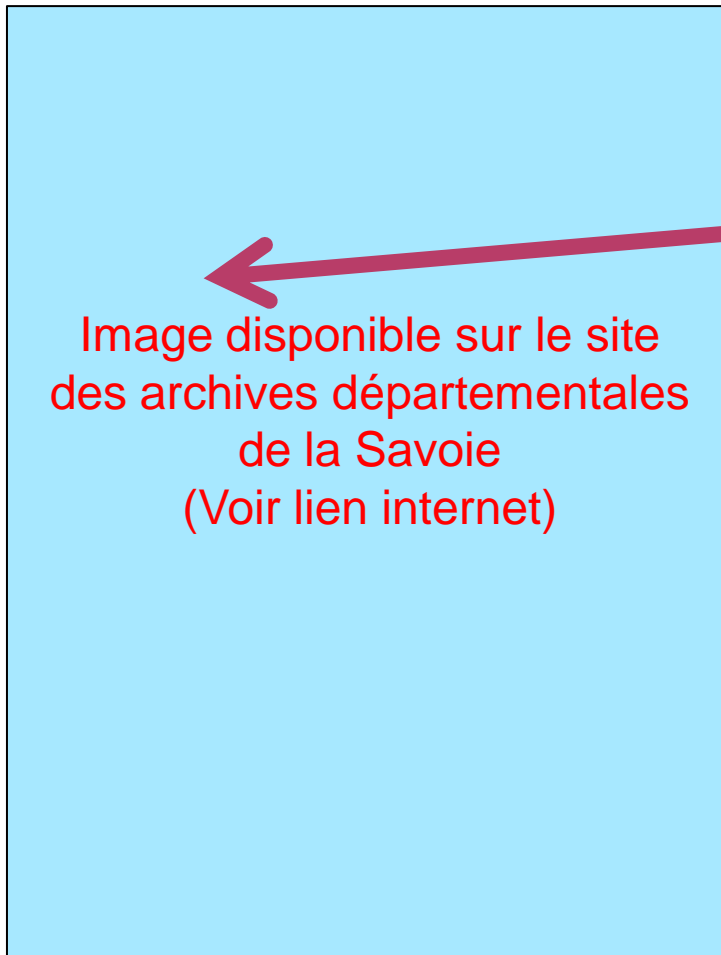 Image disponible sur le site
des archives départementales
de la Savoie
(Voir lien internet)